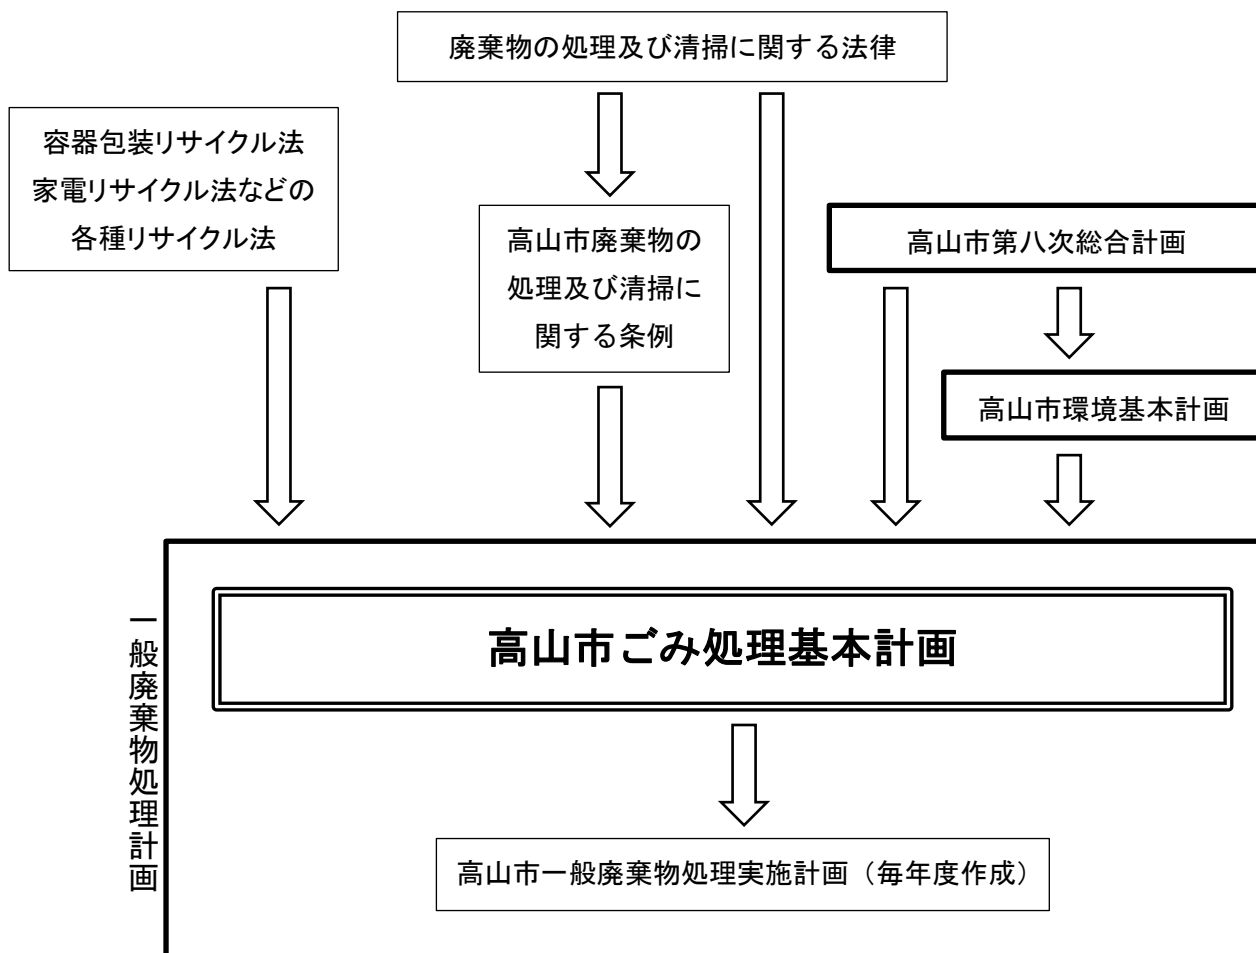 廃棄物の処理及び清掃に関する法律
容器包装リサイクル法
家電リサイクル法などの
各種リサイクル法
高山市廃棄物の
処理及び清掃に
関する条例
高山市第八次総合計画
高山市環境基本計画
一般廃棄物処理計画
高山市ごみ処理基本計画
高山市一般廃棄物処理実施計画（毎年度作成）